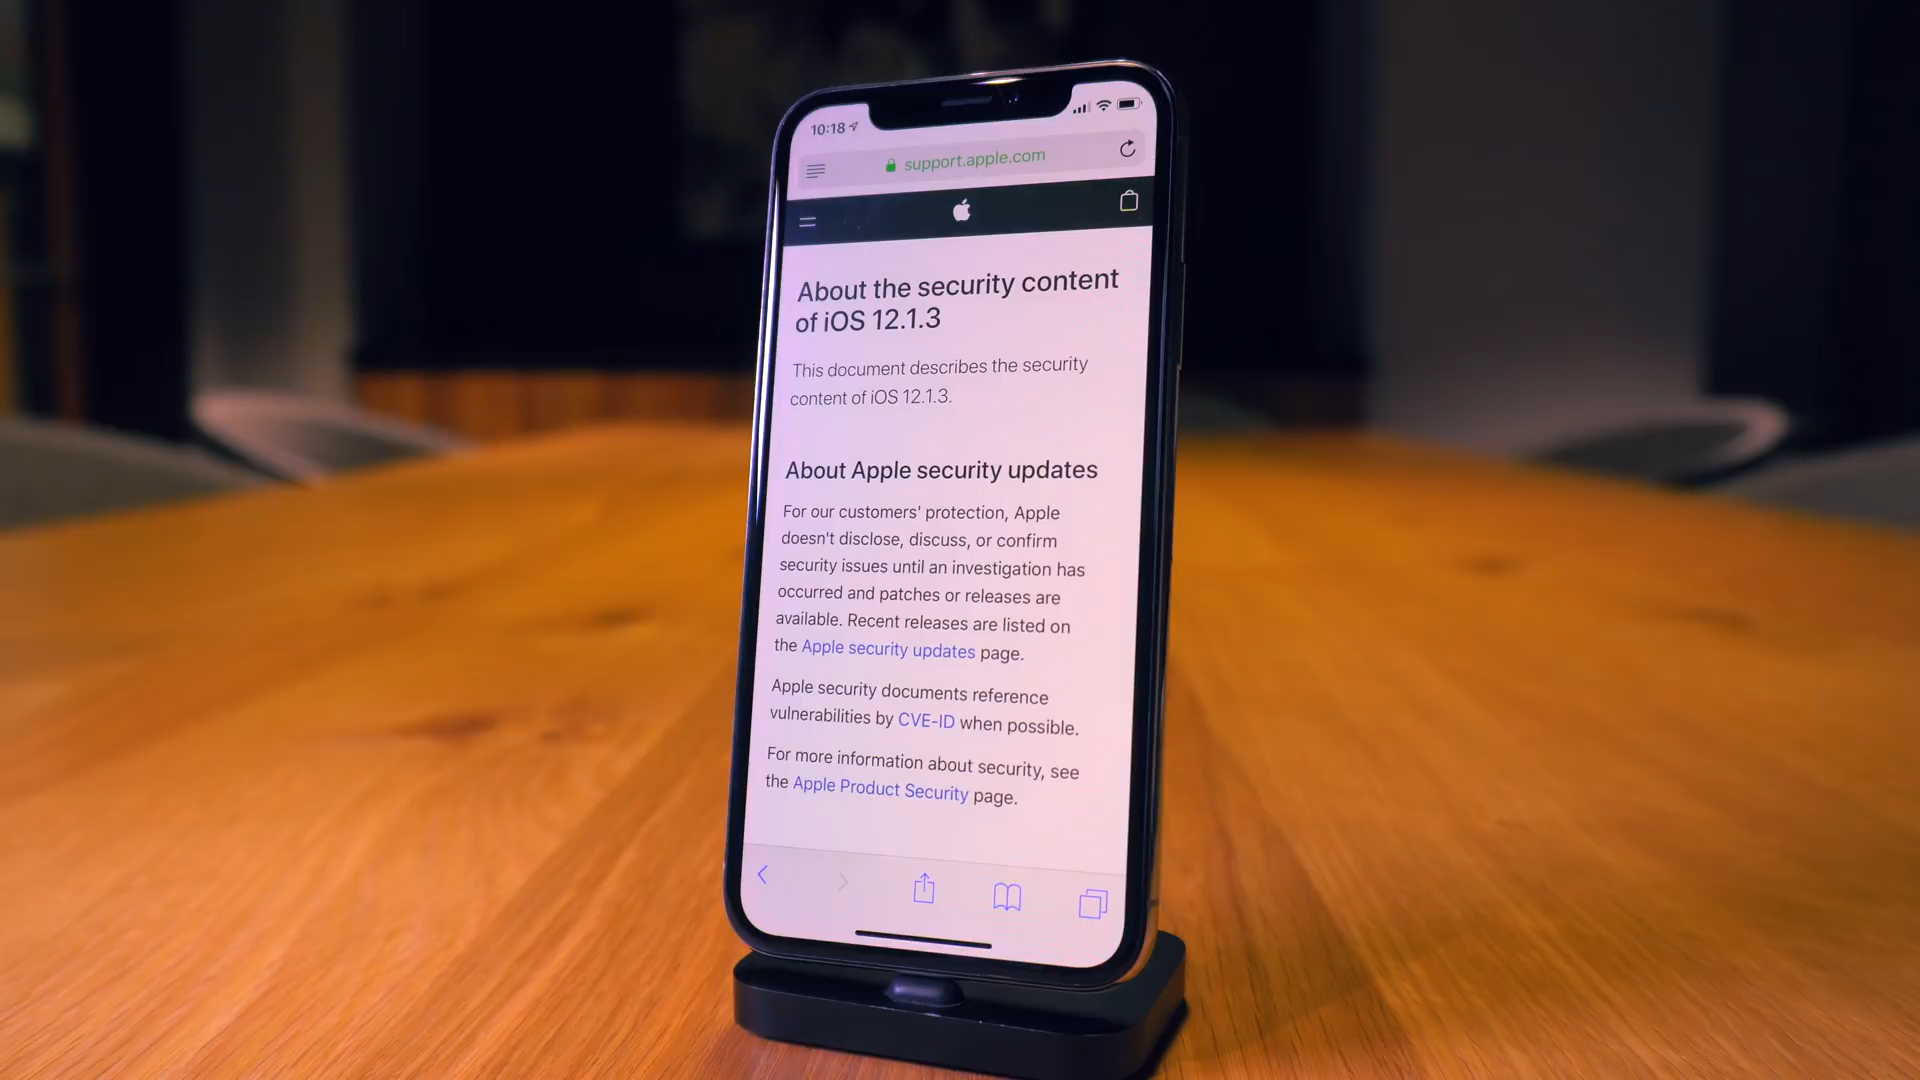 10:18
support.apple.com
About the security content
of iOS 12.1.3
This document describes the security
content of iOS 12.1.3.
About Apple security updates
For our customers' protection, Apple
doesn't disclose, discuss, or confirm
security issues until an investigation has
occurred and patches or releases are
available. Recent releases are listed on
the Apple security updates page.
Apple security documents reference
vulnerabilities by CVE-ID when possible.
For more information about security, see
the Apple Product Security page.